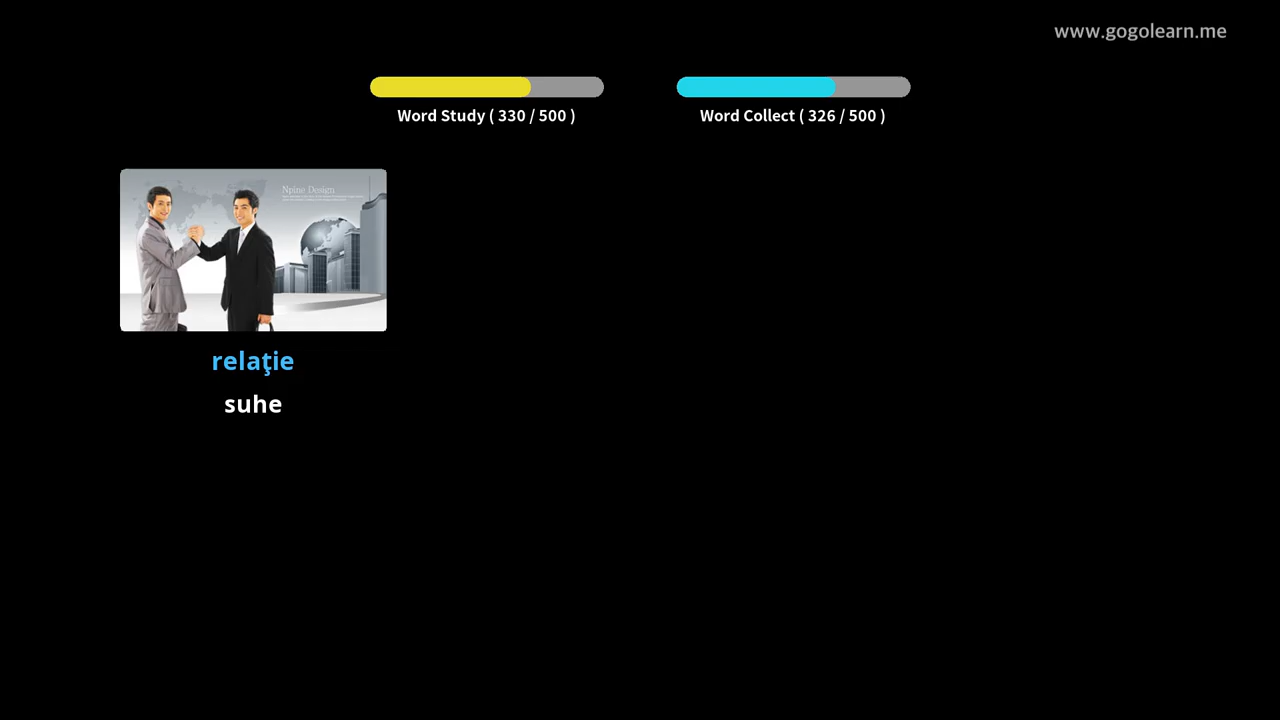 www.gogolearn.me
Word Study ( 330 / 500 )
Word Collect ( 326 / 500 )
Npine Design
relaţie
suhe